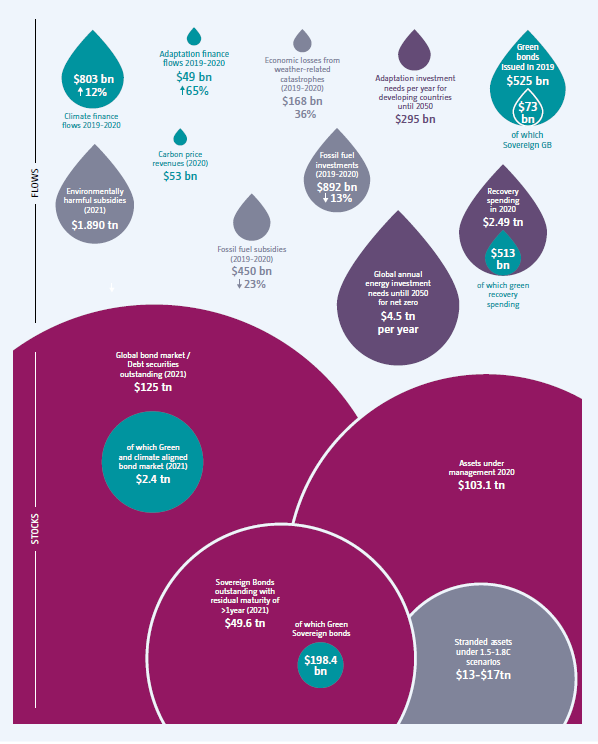 FLOWS
$803 bn
↑12%
Climate finance
flows 2019-2020
Adaptation finance
flows 2019-2020
$49 bn
↑65%
Economic losses from
weather-related
catastrophes
(2019-2020)
$168 bn
36%
Adaptation investment
needs per year for
developing countries
until 2050
$295 bn
Green
bonds
issued in 2019
$525 bn
$73
bn
of which
Sovereign GB
Carbon price
revenues (2020)
$53 bn
Environmentally
harmful subsidies
(2021)
$1.890 tn
Fossil fuel
investments
(2019-2020)
$892 bn
↓13%
Recovery
spending
in 2020
$2.49 tn
$513
bn
of which green
recovery
spending
Fossil fuel subsidies
(2019-2020)
$450 bn
↓23%
Global annual
energy investment
needs untill 2050
for net zero
$4.5 tn
per year
STOCKS
Global bond market /
Debt securities
outstanding (2021)
$125 tn
of which Green
and climate aligned
bond market (2021)
$2.4 tn
Assets under
management 2020
$103.1 tn
Sovereign Bonds
outstanding with
residual maturity of
>1year (2021)
$49.6 tn
of which Green
Sovereign bonds
$198.4
bn
Stranded assets
under 1.5-1.8C
scenarios
$13-$17tn